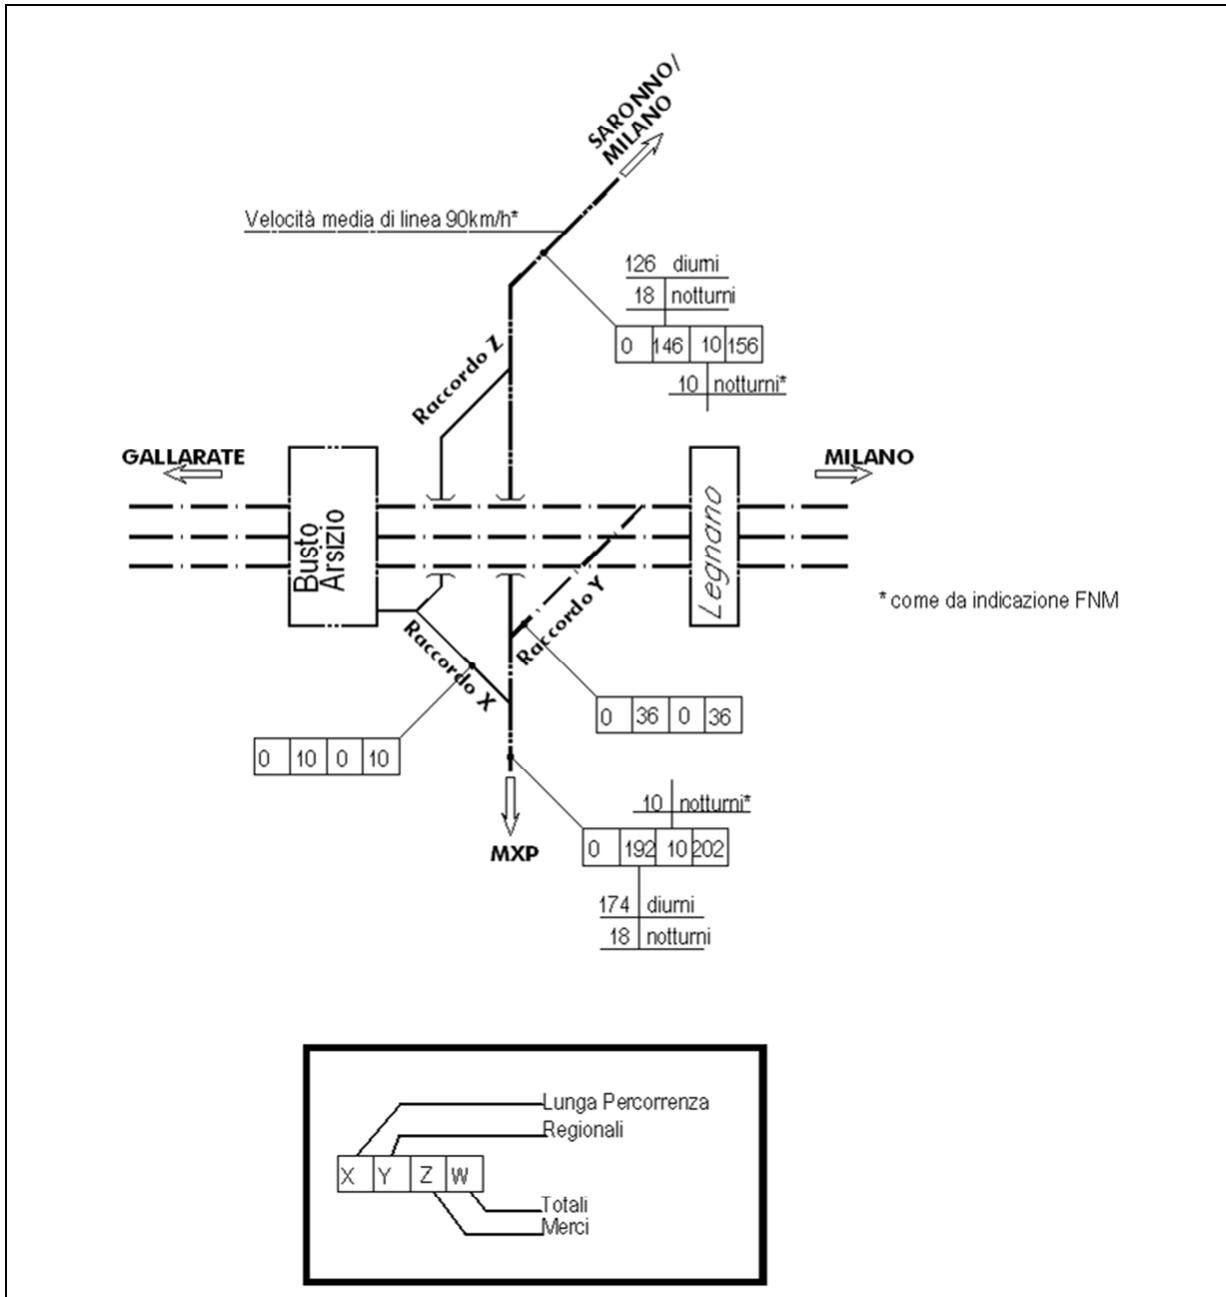 SARONNO/
MILANO
Velocità media di linea 90km/h*
126 diurni
18 notturni
0 146 10 156
10 notturni*
Raccordo Z
GALLARATE
MILANO
Busto
Arsizio
Legnano
* come da indicazione FNM
Raccordo Y
Raccordo X
0 36 0 36
0 10 0 10
10 notturni*
MXP
0 192 10 202
174 diurni
18 notturni
Lunga Percorrenza
Regionali
X Y Z W
Totali
Merci